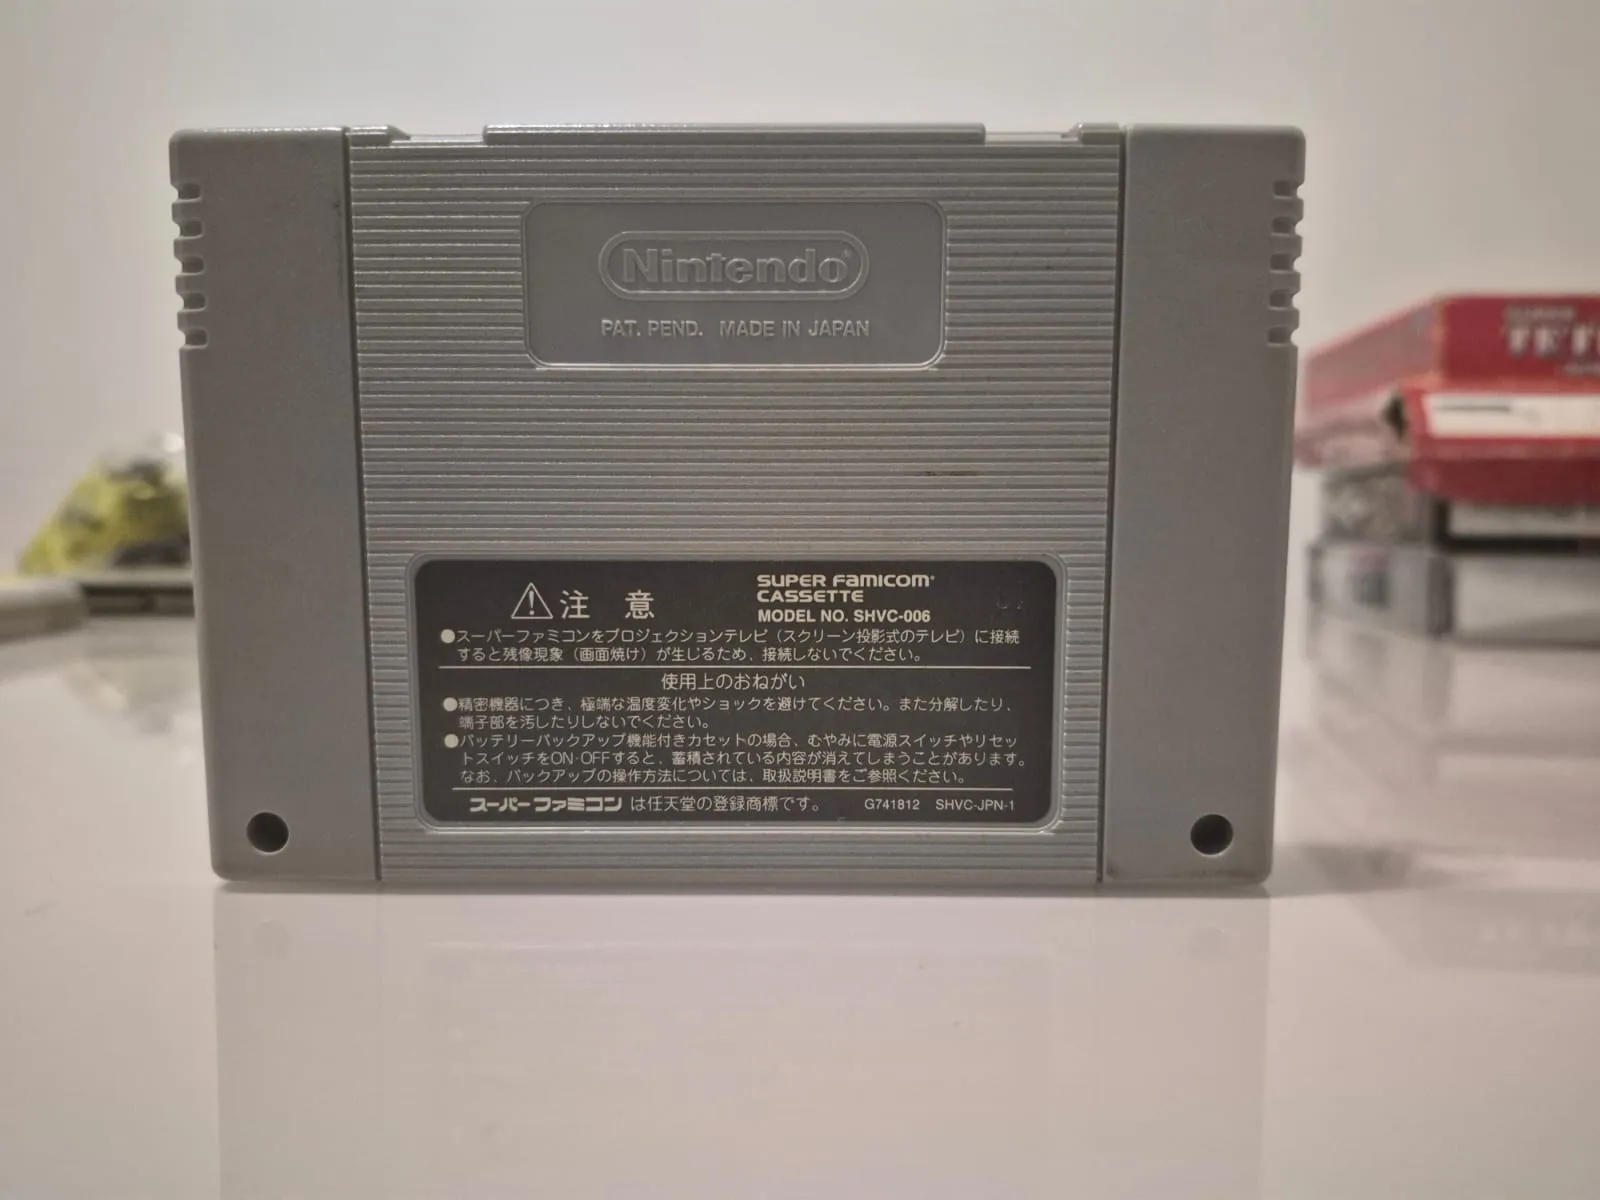 Nintendo®
PAT. PEND. MADE IN JAPAN
注意
SUPER FAMICOM®
CASSETTE
MODEL NO. SHVC-006
●スーパーファミコンをプロジェクションテレビ（スクリーン投影式のテレビ）に接続
すると残像現象（画面焼け）が生じるため、接続しないでください。
使用上のおねがい
●精密機器につき、極端な温度変化やショックを避けてください。また分解したり、
端子部を汚したりしないでください。
●バッテリーバックアップ機能付きカセットの場合、むやみに電源スイッチやリセッ
トスイッチをON・OFFすると、蓄積されている内容が消えてしまうことがあります。
なお、バックアップの操作方法については、取扱説明書をご参照ください。
スーパーファミコンは任天堂の登録商標です。 G741812 SHVC-JPN-1